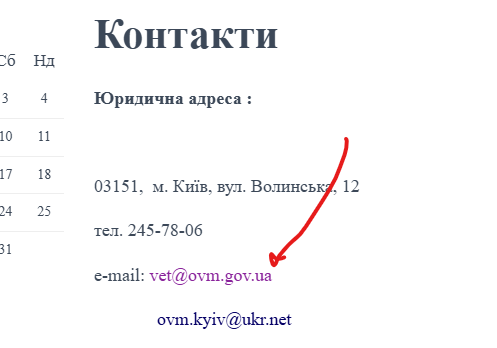 Контакти
Сб Нд
Юридична адреса :
3 4
10 11
17 18
03151, м. Київ, вул. Волинська, 12
24 25
тел. 245-78-06
31
e-mail: vet@ovm.gov.ua
ovm.kyiv@ukr.net